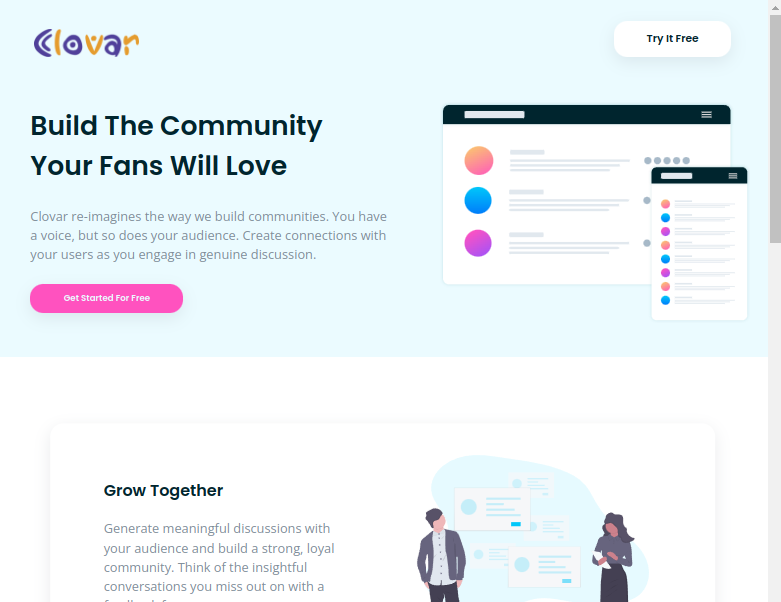 Clovar
Try It Free
Build The Community
Your Fans Will Love
Clovar re-imagines the way we build communities. You have
a voice, but so does your audience. Create connections with
your users as you engage in genuine discussion.
Get Started For Free
Grow Together
Generate meaningful discussions with
your audience and build a strong, loyal
community. Think of the insightful
conversations you miss out on with a